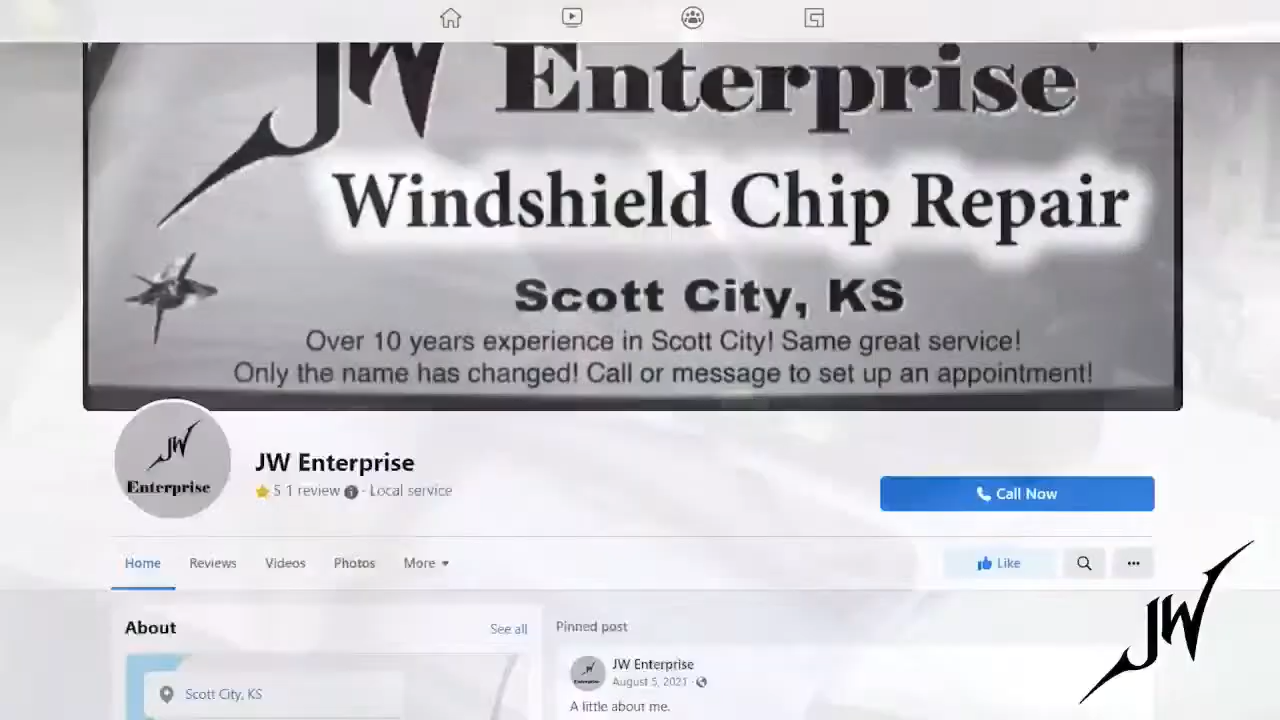 JW Enterprise
Windshield Chip Repair
Scott City, KS
Over 10 years experience in Scott City! Same great service!
Only the name has changed! Call or message to set up an appointment!
JW
Enterprise
JW Enterprise
5 1 review · Local service
Call Now
Home Reviews Videos Photos More
Like
About
See all
Pinned post
Scott City, KS
JW Enterprise
August 5, 2021 ·
A little about me.
JW